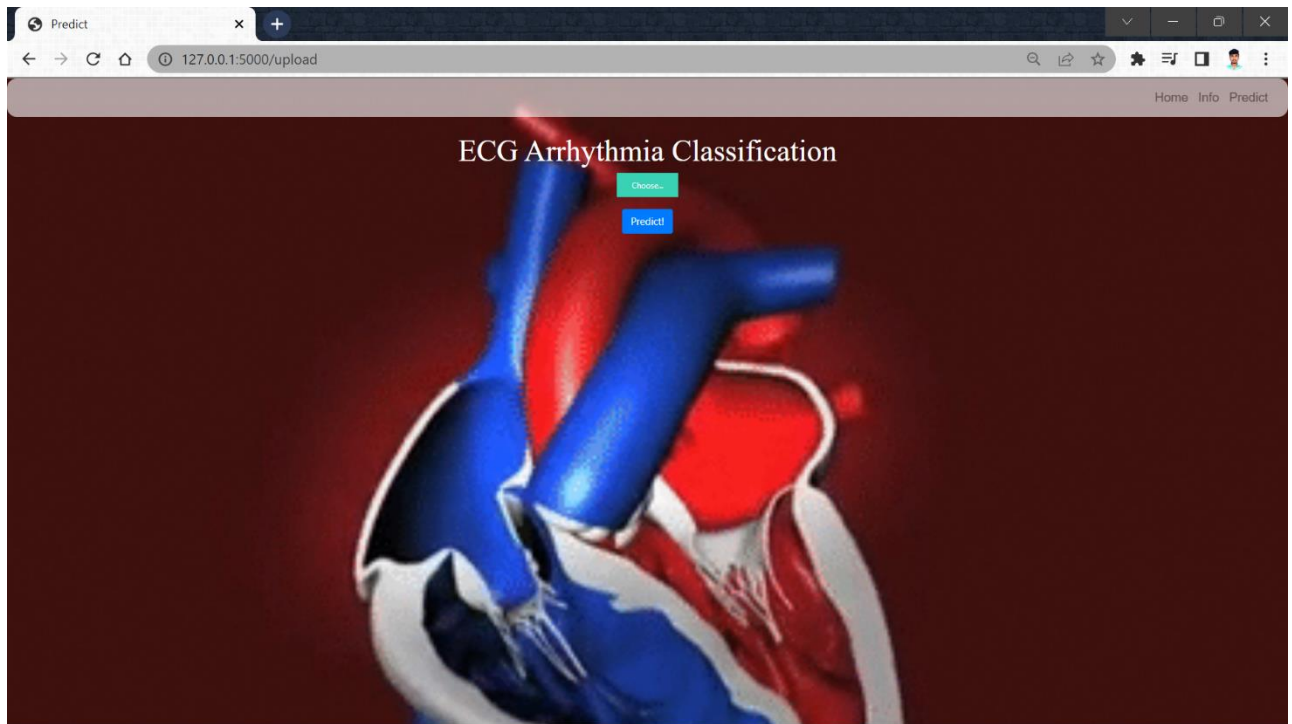 Predict
127.0.0.1:5000/upload
Home Info Predict
ECG Arrhythmia Classification
Choose...
Predict!